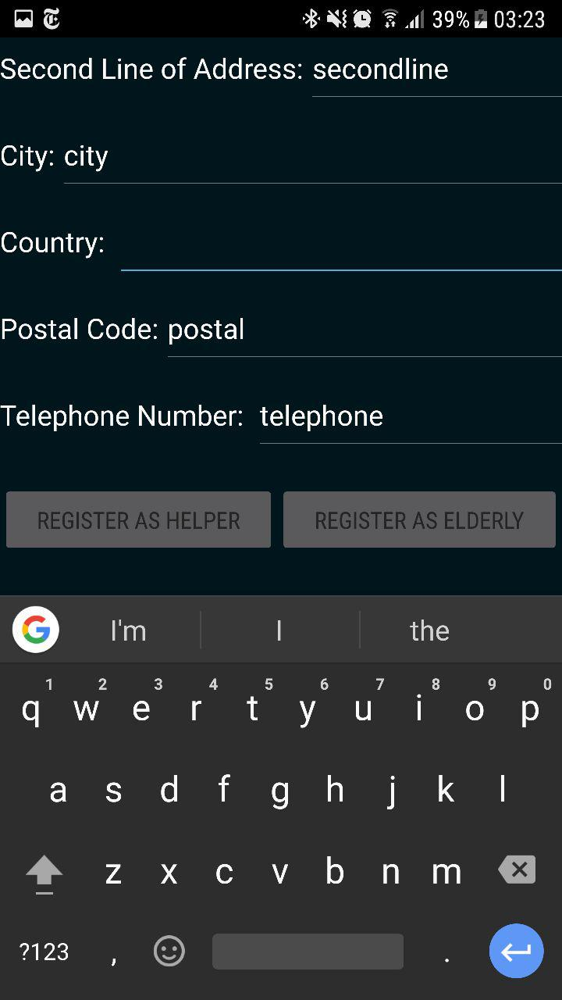 39% 03:23
Second Line of Address: secondline
City: city
Country:
Postal Code: postal
Telephone Number: telephone
REGISTER AS HELPER REGISTER AS ELDERLY
G I'm I the
1 2 3 4 5 6 7 8 9 0
q w e r t y u i o p
a s d f g h j k l
z x c v b n m
?123 , .